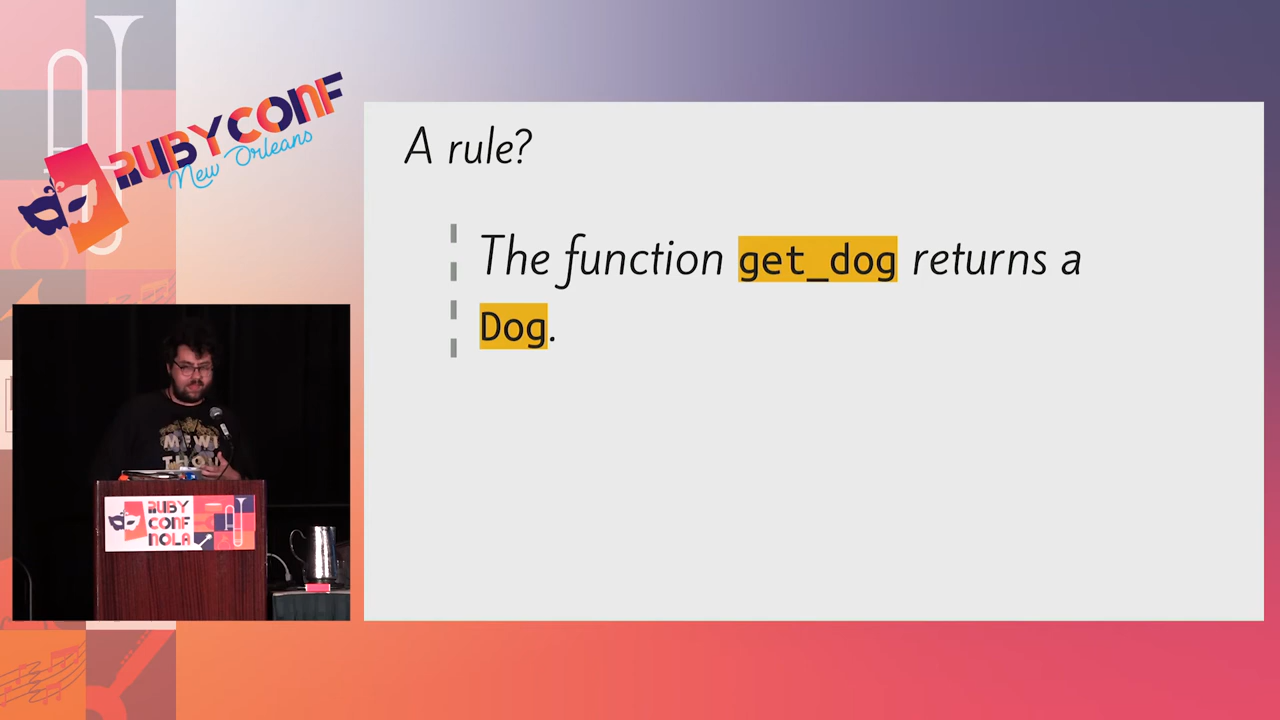 RUBYCONF
New Orleans
A rule?
The function get_dog returns a
Dog.
RUBY
CONF
NOLA